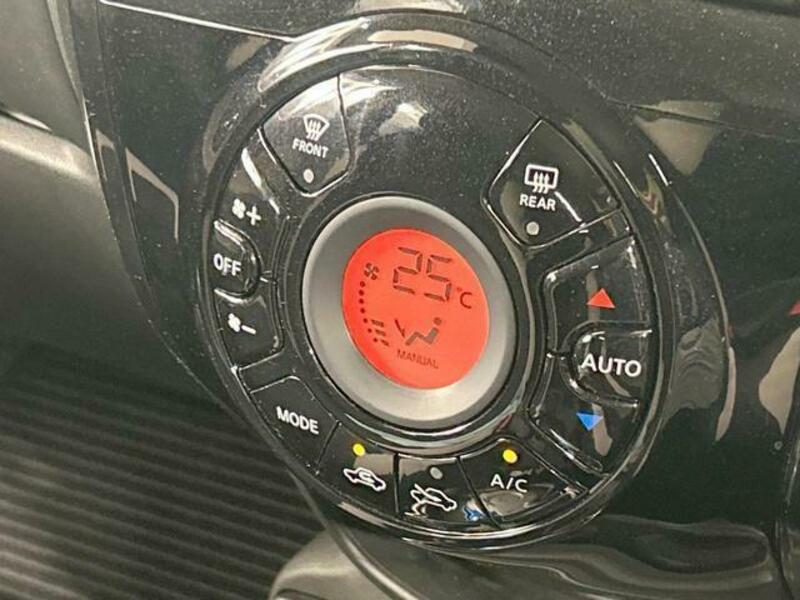 FRONT
REAR
+
OFF
-
25°C
MANUAL
AUTO
MODE
A/C